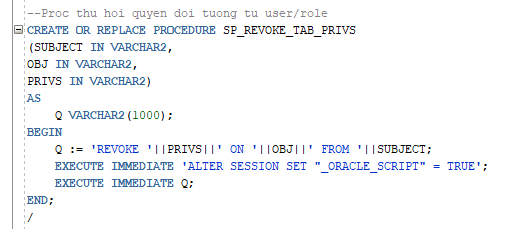 --Proc thu hoi quyen doi tuong tu user/role
CREATE OR REPLACE PROCEDURE SP_REVOKE_TAB_PRIVS
(SUBJECT IN VARCHAR2,
OBJ IN VARCHAR2,
PRIVS IN VARCHAR2)
AS
    Q VARCHAR2(1000);
BEGIN
    Q := 'REVOKE '||PRIVS||' ON '||OBJ||' FROM '||SUBJECT;
    EXECUTE IMMEDIATE 'ALTER SESSION SET "_ORACLE_SCRIPT" = TRUE';
    EXECUTE IMMEDIATE Q;
END;
/